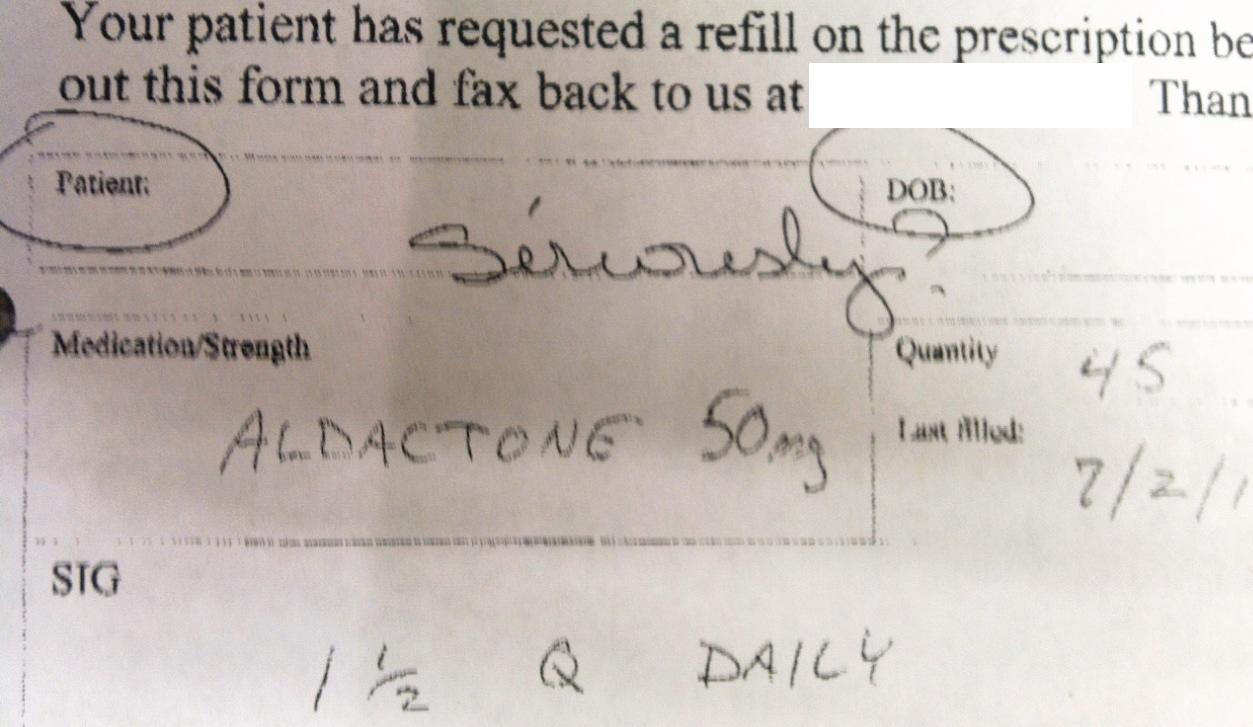 Your patient has requested a refill on the prescription be
out this form and fax back to us at Than
Patient: DOB:
Seriously?
Medication/Strength
Quantity 45
ALDACTONE 50mg
Last filled:
7/2/1
SIG
1 1/2 Q DAILY